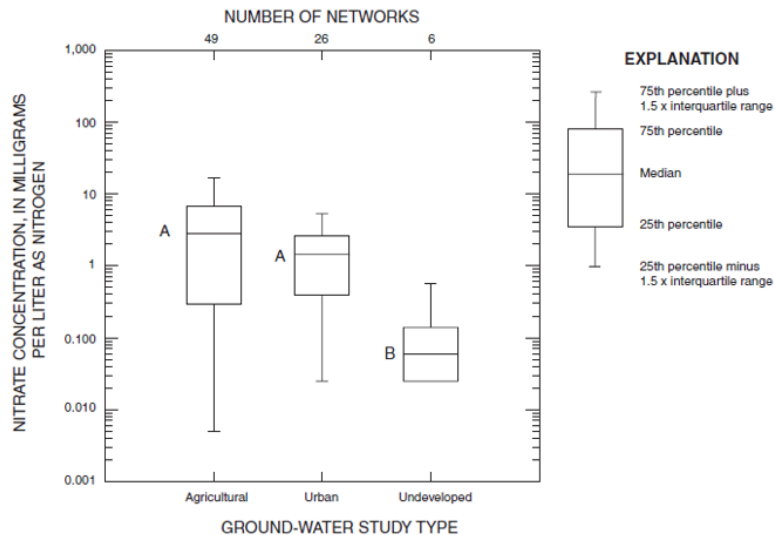 NUMBER OF NETWORKS
49 26 6
1,000
100
10
1
0.100
0.010
0.001
NITRATE CONCENTRATION, IN MILLIGRAMS
PER LITER AS NITROGEN
A
A
B
Agricultural Urban Undeveloped
GROUND-WATER STUDY TYPE
EXPLANATION
75th percentile plus
1.5 x interquartile range
75th percentile
Median
25th percentile
25th percentile minus
1.5 x interquartile range